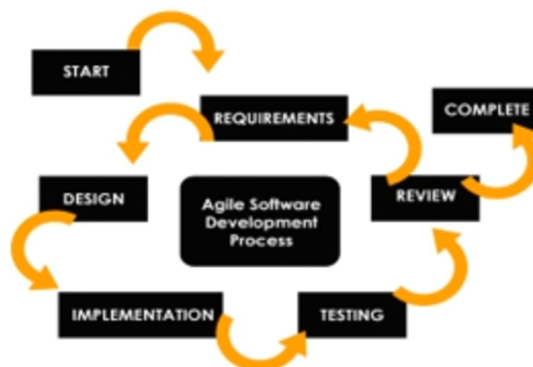 START
REQUIREMENTS
COMPLETE
DESIGN
Agile Software
Development
Process
REVIEW
IMPLEMENTATION
TESTING